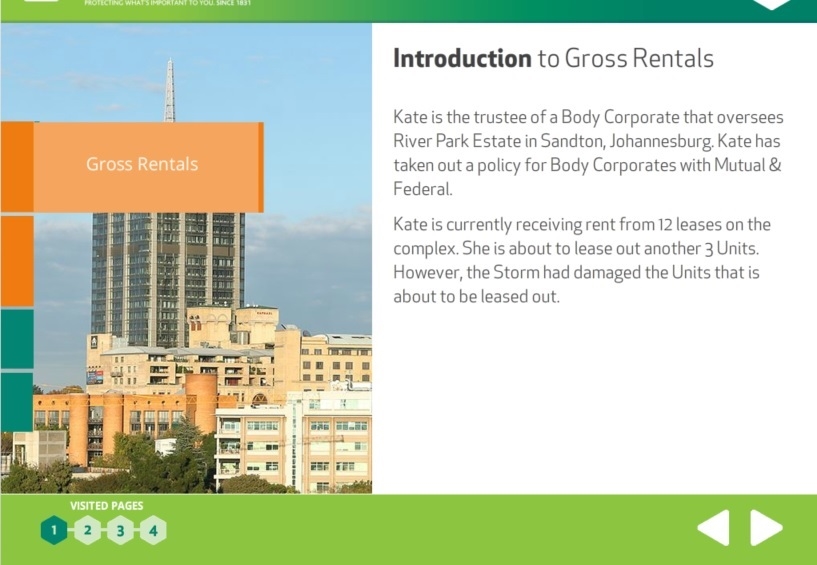 PROTECTING WHAT'S IMPORTANT TO YOU. SINCE 1831
Introduction to Gross Rentals
Gross Rentals
Kate is the trustee of a Body Corporate that oversees
River Park Estate in Sandton, Johannesburg. Kate has
taken out a policy for Body Corporates with Mutual &
Federal.
Kate is currently receiving rent from 12 leases on the
complex. She is about to lease out another 3 Units.
However, the Storm had damaged the Units that is
about to be leased out.
VISITED PAGES
1 2 3 4